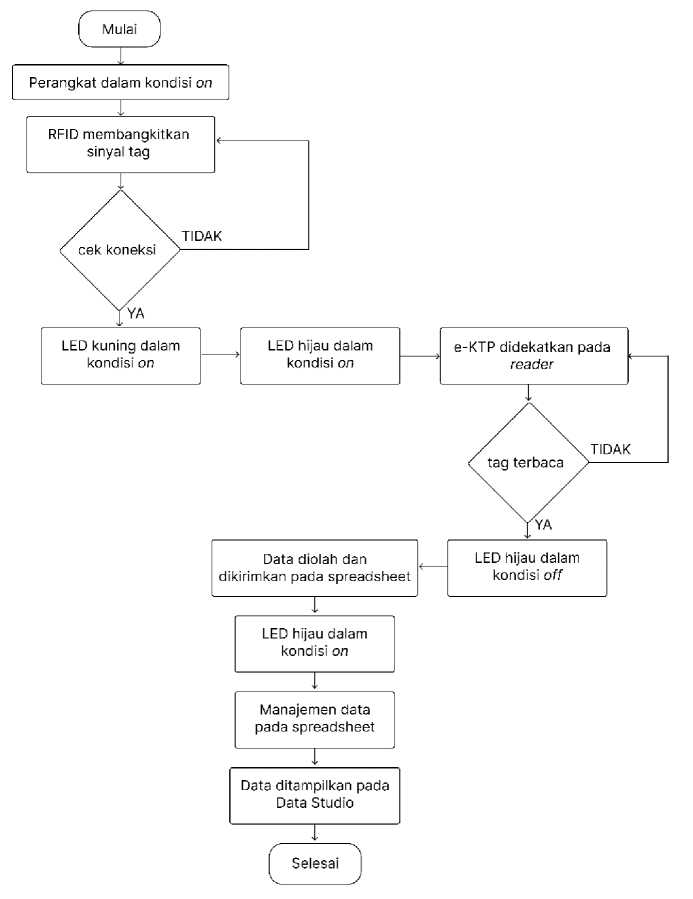 Mulai
Perangkat dalam kondisi on
RFID membangkitkan
sinyal tag
cek koneksi
TIDAK
YA
LED kuning dalam
kondisi on
LED hijau dalam
kondisi on
e-KTP didekatkan pada
reader
tag terbaca
TIDAK
YA
LED hijau dalam
kondisi off
Data diolah dan
dikirimkan pada spreadsheet
LED hijau dalam
kondisi on
Manajemen data
pada spreadsheet
Data ditampilkan pada
Data Studio
Selesai